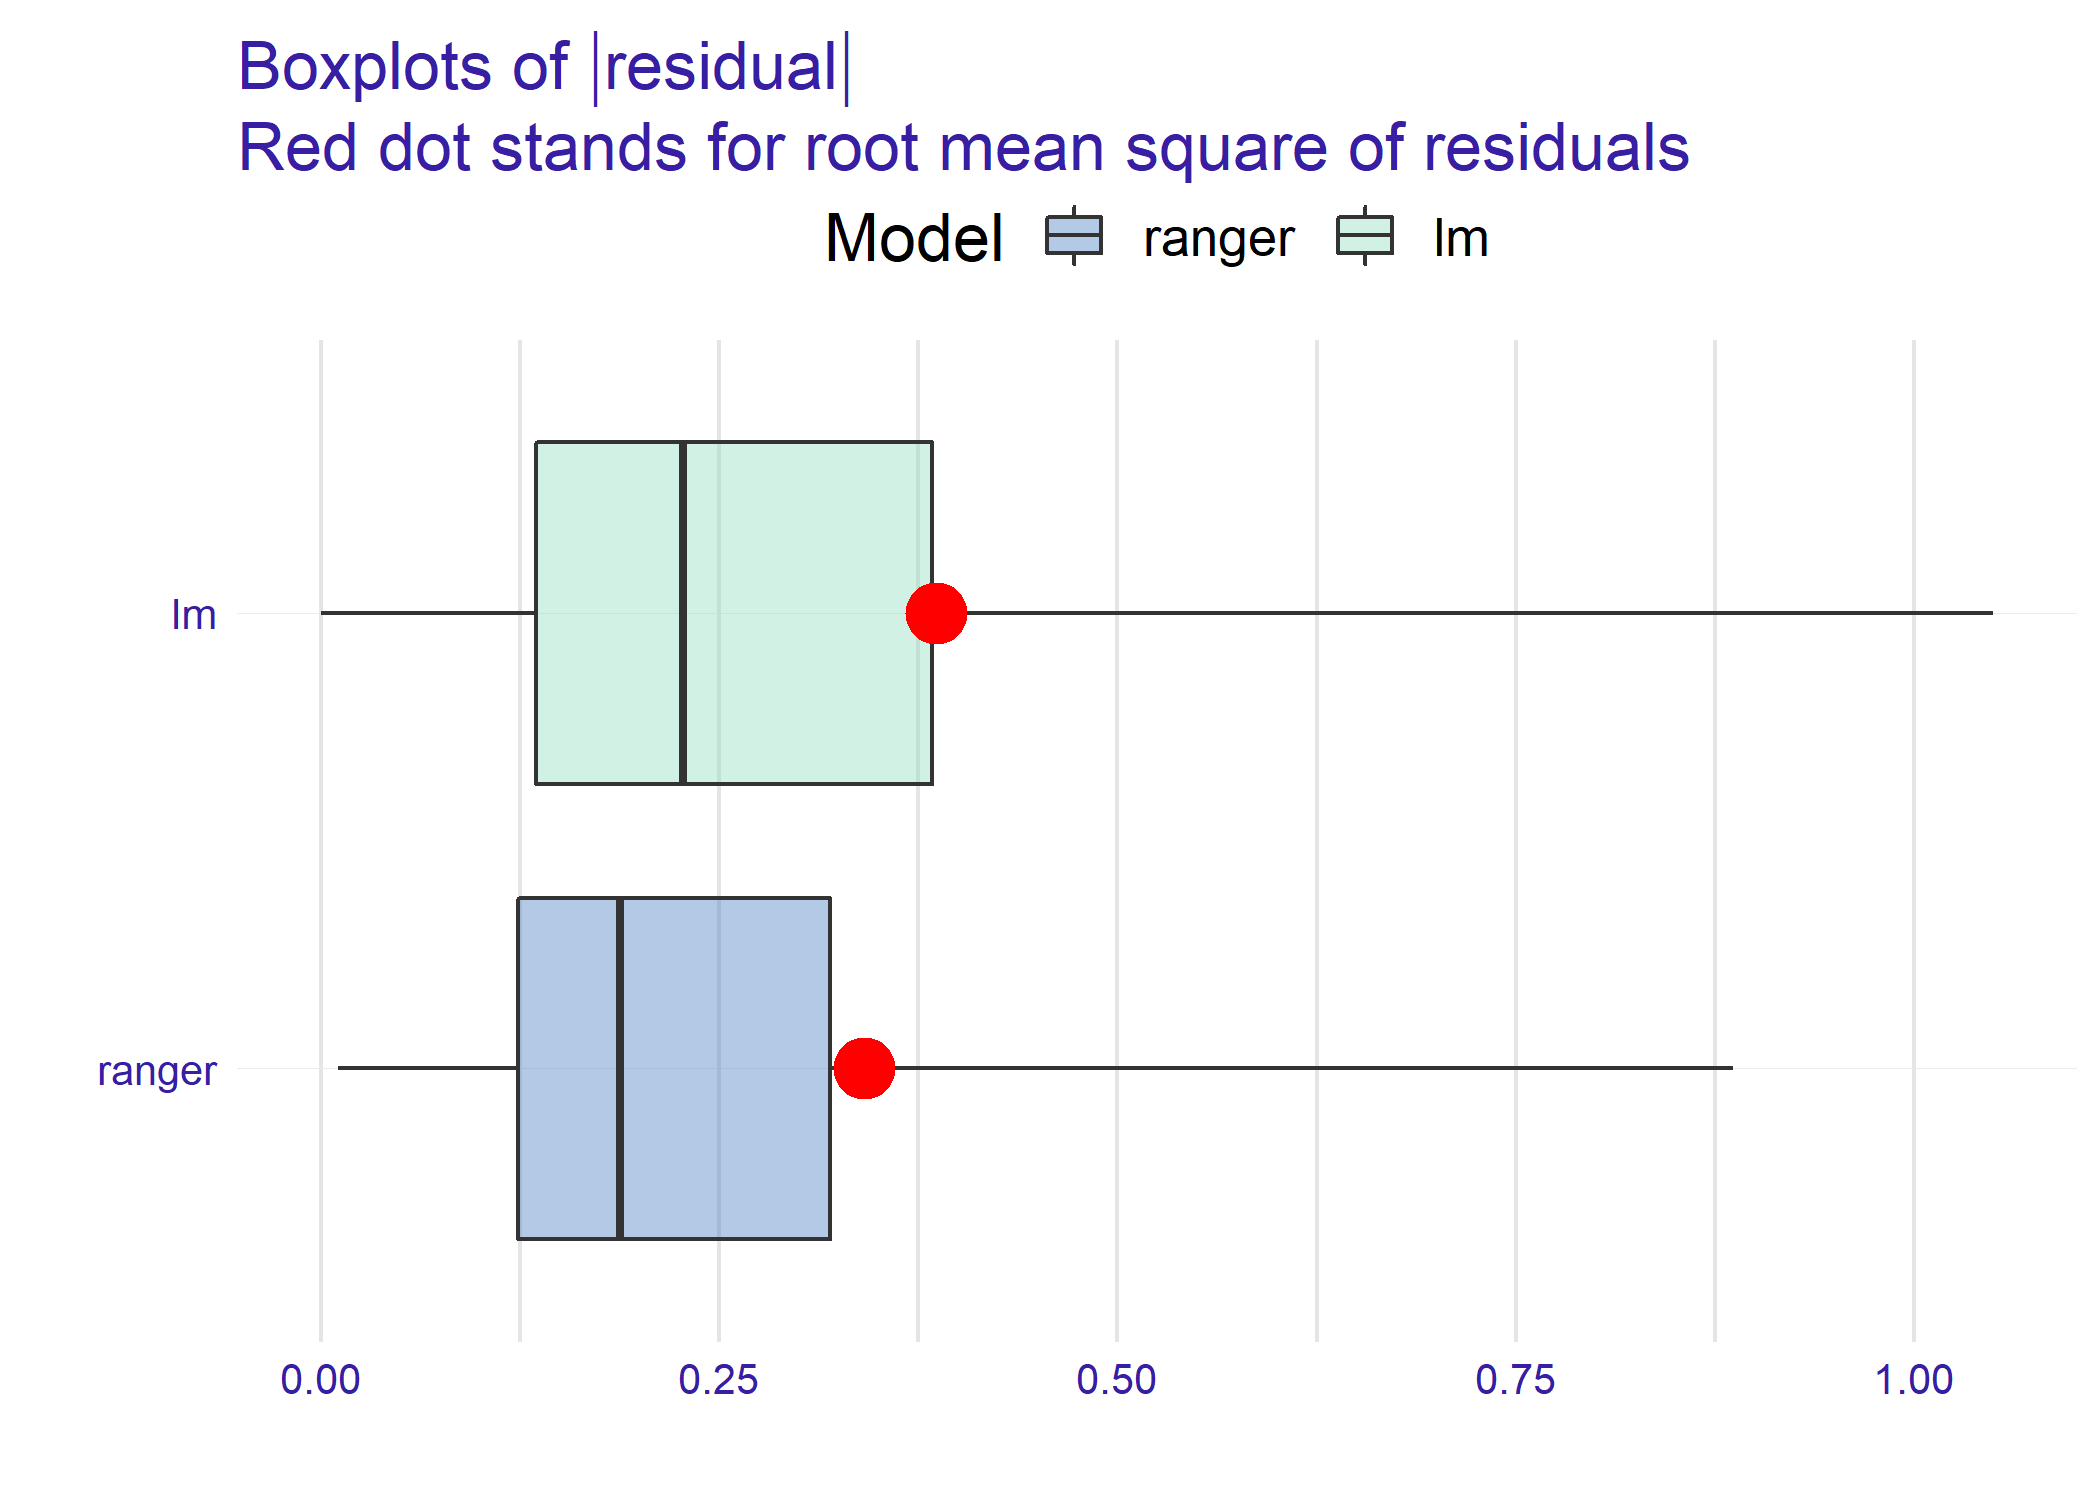 Boxplots of |residual|
Red dot stands for root mean square of residuals
Model ranger lm
lm
ranger
0.00 0.25 0.50 0.75 1.00